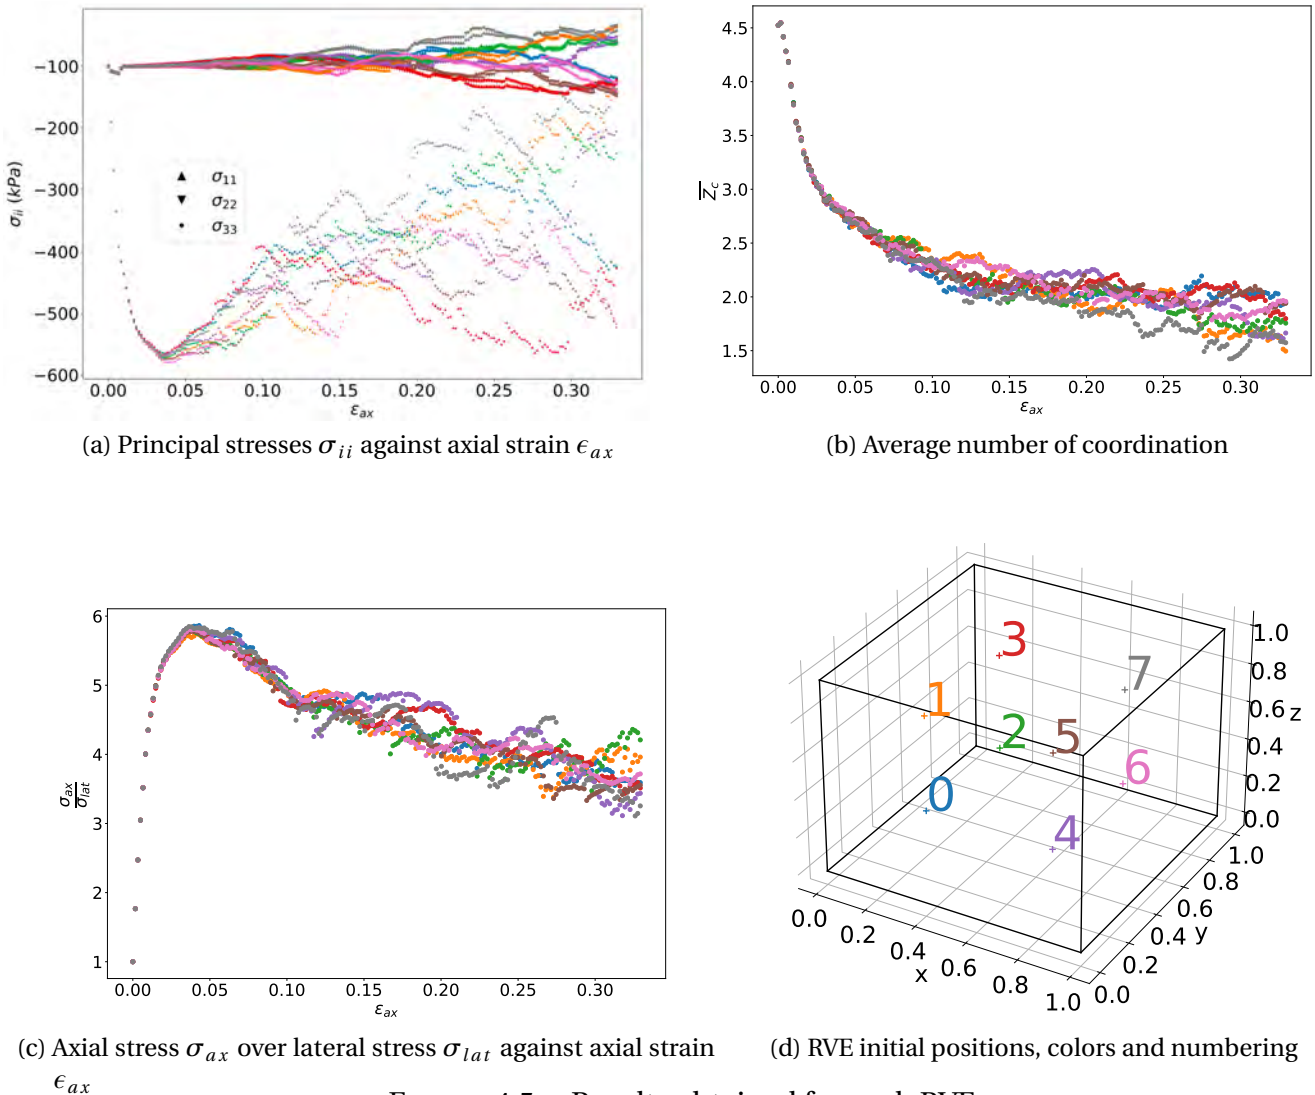 −100
−200
−300
−400
−500
−600
σii (kPa)
σ11
σ22
σ33
0.00 0.05 0.10 0.15 0.20 0.25 0.30
εax
(a) Principal stresses σii against axial strain ϵax
4.5
4.0
3.5
3.0
2.5
2.0
1.5
Zc
0.00 0.05 0.10 0.15 0.20 0.25 0.30
εax
(b) Average number of coordination
6
5
4
3
2
1
σax
σlat
0.00 0.05 0.10 0.15 0.20 0.25 0.30
εax
(c) Axial stress σax over lateral stress σlat against axial strain
ϵax
3
7
1
2
5
6
0
4
1.0
0.8
0.6
0.4
0.2
0.0
z
0.0 0.2 0.4 0.6 0.8 1.0
x
0.0 0.2 0.4 0.6 0.8 1.0
y
(d) RVE initial positions, colors and numbering